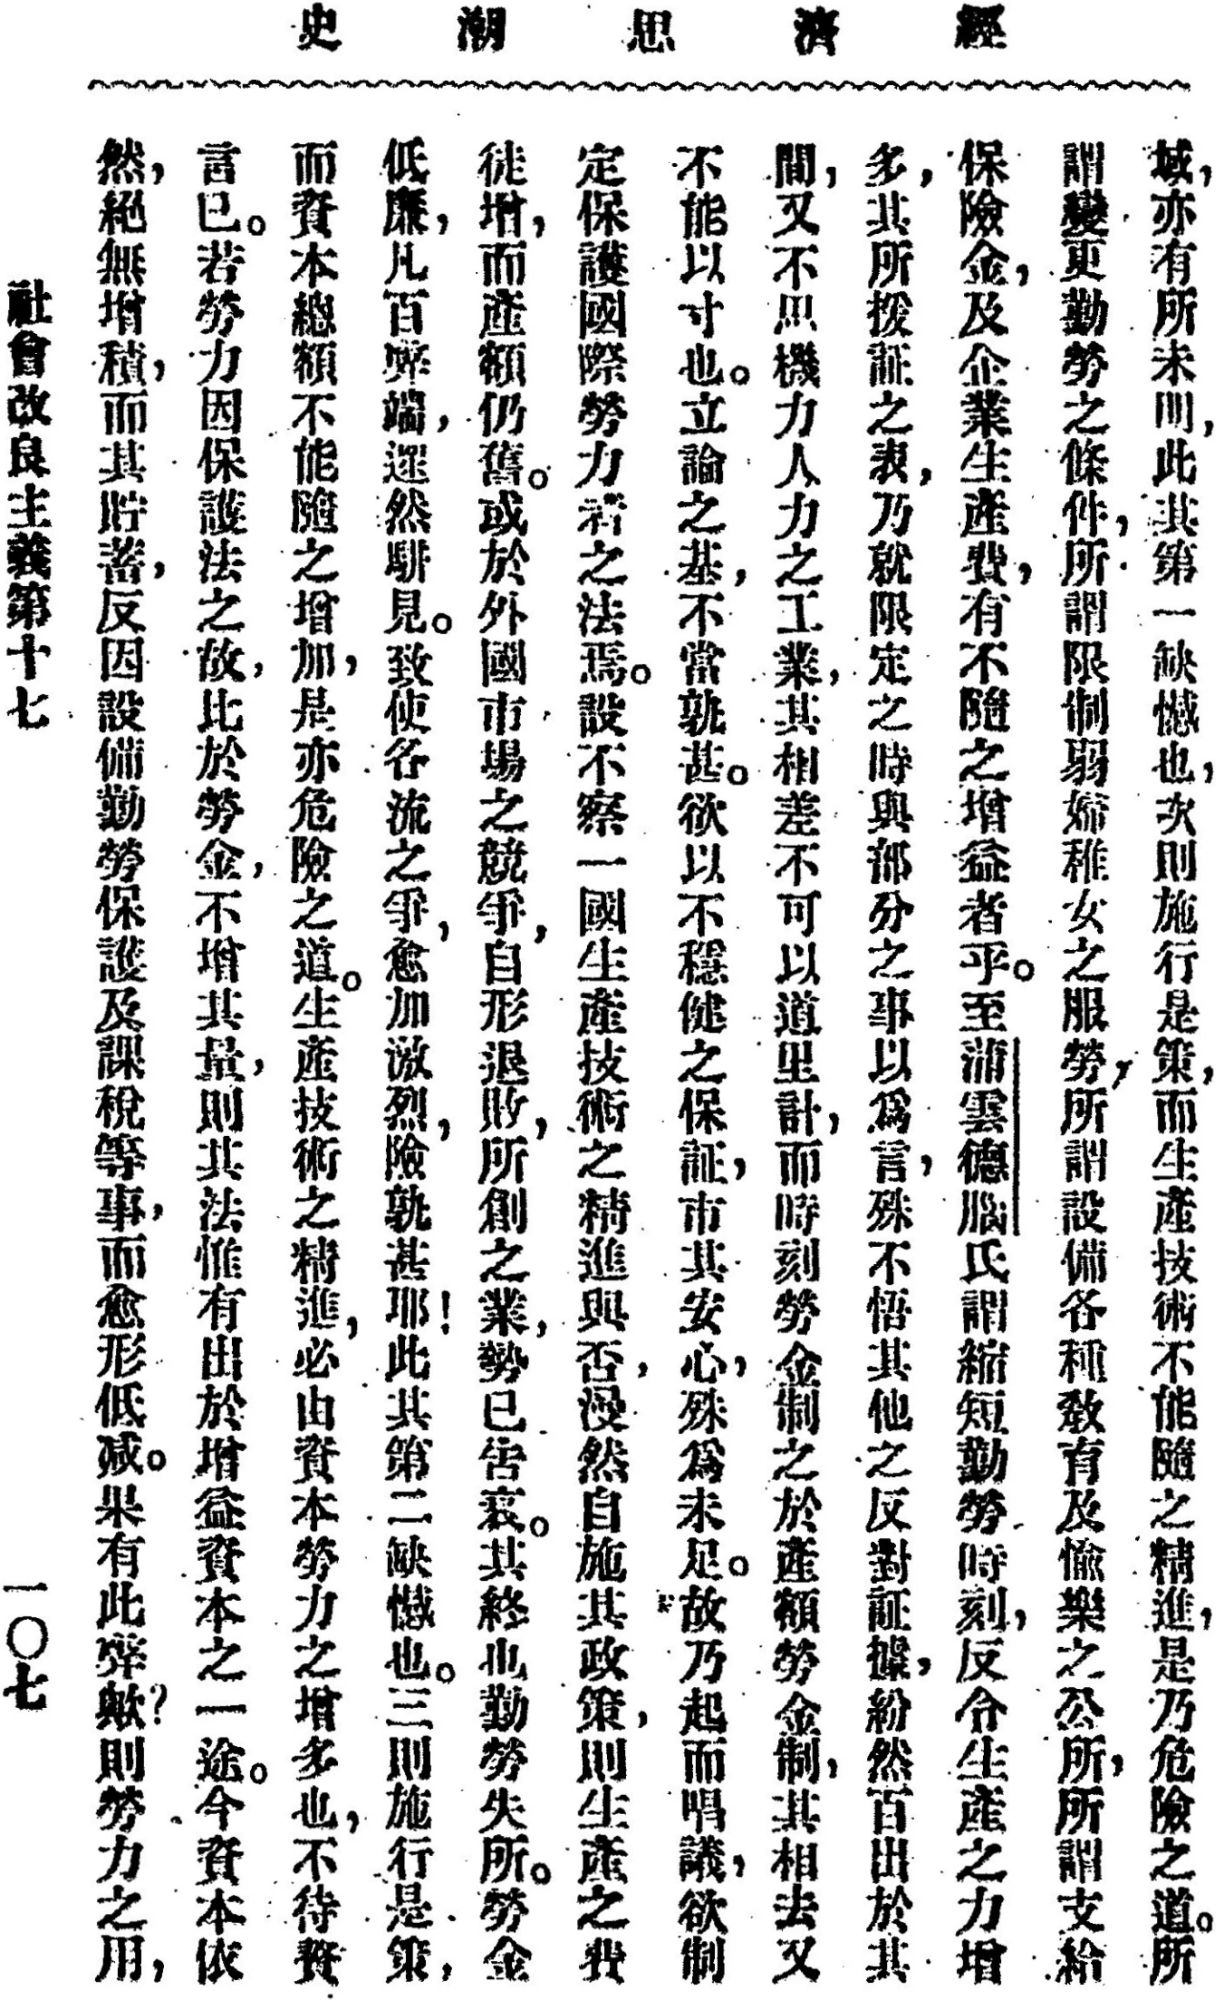 經濟思潮史
域，亦有所未明，此其第一缺憾也，次則施行是策，而生產技術不能隨之精進，是乃危險之道。所
謂變更勤勞之條件，所謂限制弱婦稚女之服勞，所謂設備各種敎育及愉樂之公所，所謂支給
保險金，及企業生產費，有不隨之增益者乎。至蒲雲德腦氏謂縮短勤勞時刻，反令生產之力增
多，其所援証之表，乃就限定之時與部分之事以爲言，殊不悟其他之反對証據，紛然百出於其
間，又不思機力人力之工業，其相差不可以道里計，而時刻勞金制之於產額勞金制，其相去又
不能以寸也。立論之基，不當孰甚。欲以不穩健之保証，市其安心，殊爲未足。故乃起而唱議，欲制
定保護國際勞力者之法焉。設不察一國生產技術之精進與否，漫然自施其政策，則生產之費
徒增，而產額仍舊。或於外國市場之競爭，自形退敗，所創之業，勢已告衰。其終也勤勞失所。勞金
低廉，凡百弊端，遝然駢見。致使各流之爭，愈加激烈，險孰甚耶！此其第二缺憾也。三則施行是策，
而資本總額不能隨之增加，是亦危險之道。生產技術之精進，必由資本勞力之增多也，不待贅
言已。若勞力因保護法之故，比於勞金，不增其量，則其法惟有出於增益資本之一途。今資本依
然，絕無增積，而其貯蓄，反因設備勤勞保護及課稅等事，而愈形低減。果有此弊歟？則勞力之用，
社會改良主義第十七
一〇七